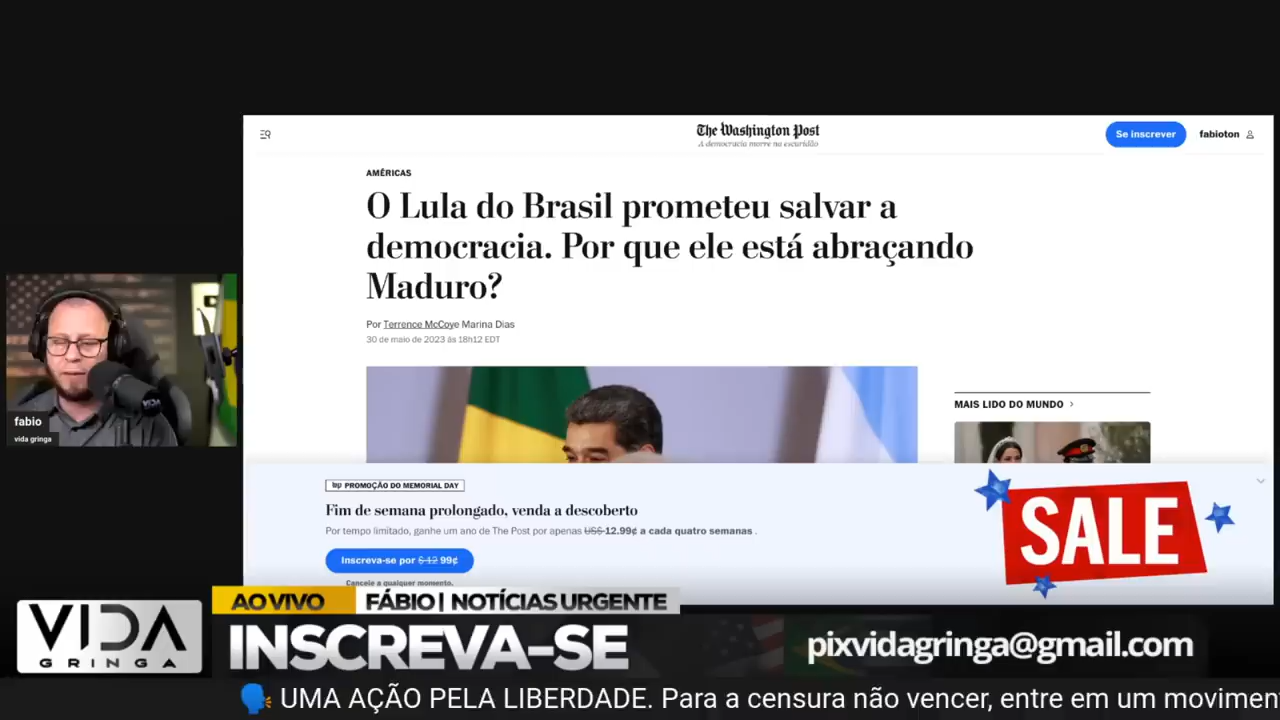 The Washington Post
A democracia morre na escuridão
Se inscrever
fabioton
AMÉRICAS
O Lula do Brasil prometeu salvar a
democracia. Por que ele está abraçando
Maduro?
Por Terrence McCoye Marina Dias
30 de maio de 2023 às 18h12 EDT
MAIS LIDO DO MUNDO
fabio
vida gringa
wp PROMOÇÃO DO MEMORIAL DAY
Fim de semana prolongado, venda a descoberto
Por tempo limitado, ganhe um ano de The Post por apenas US$ 12.99¢ a cada quatro semanas .
Inscreva-se por $ 12 99¢
Cancele a qualquer momento.
SALE
AO VIVO
FÁBIO | NOTÍCIAS URGENTE
VIDA
GRINGA
INSCREVA-SE
pixvidagringa@gmail.com
UMA AÇÃO PELA LIBERDADE. Para a censura não vencer, entre em um movimen